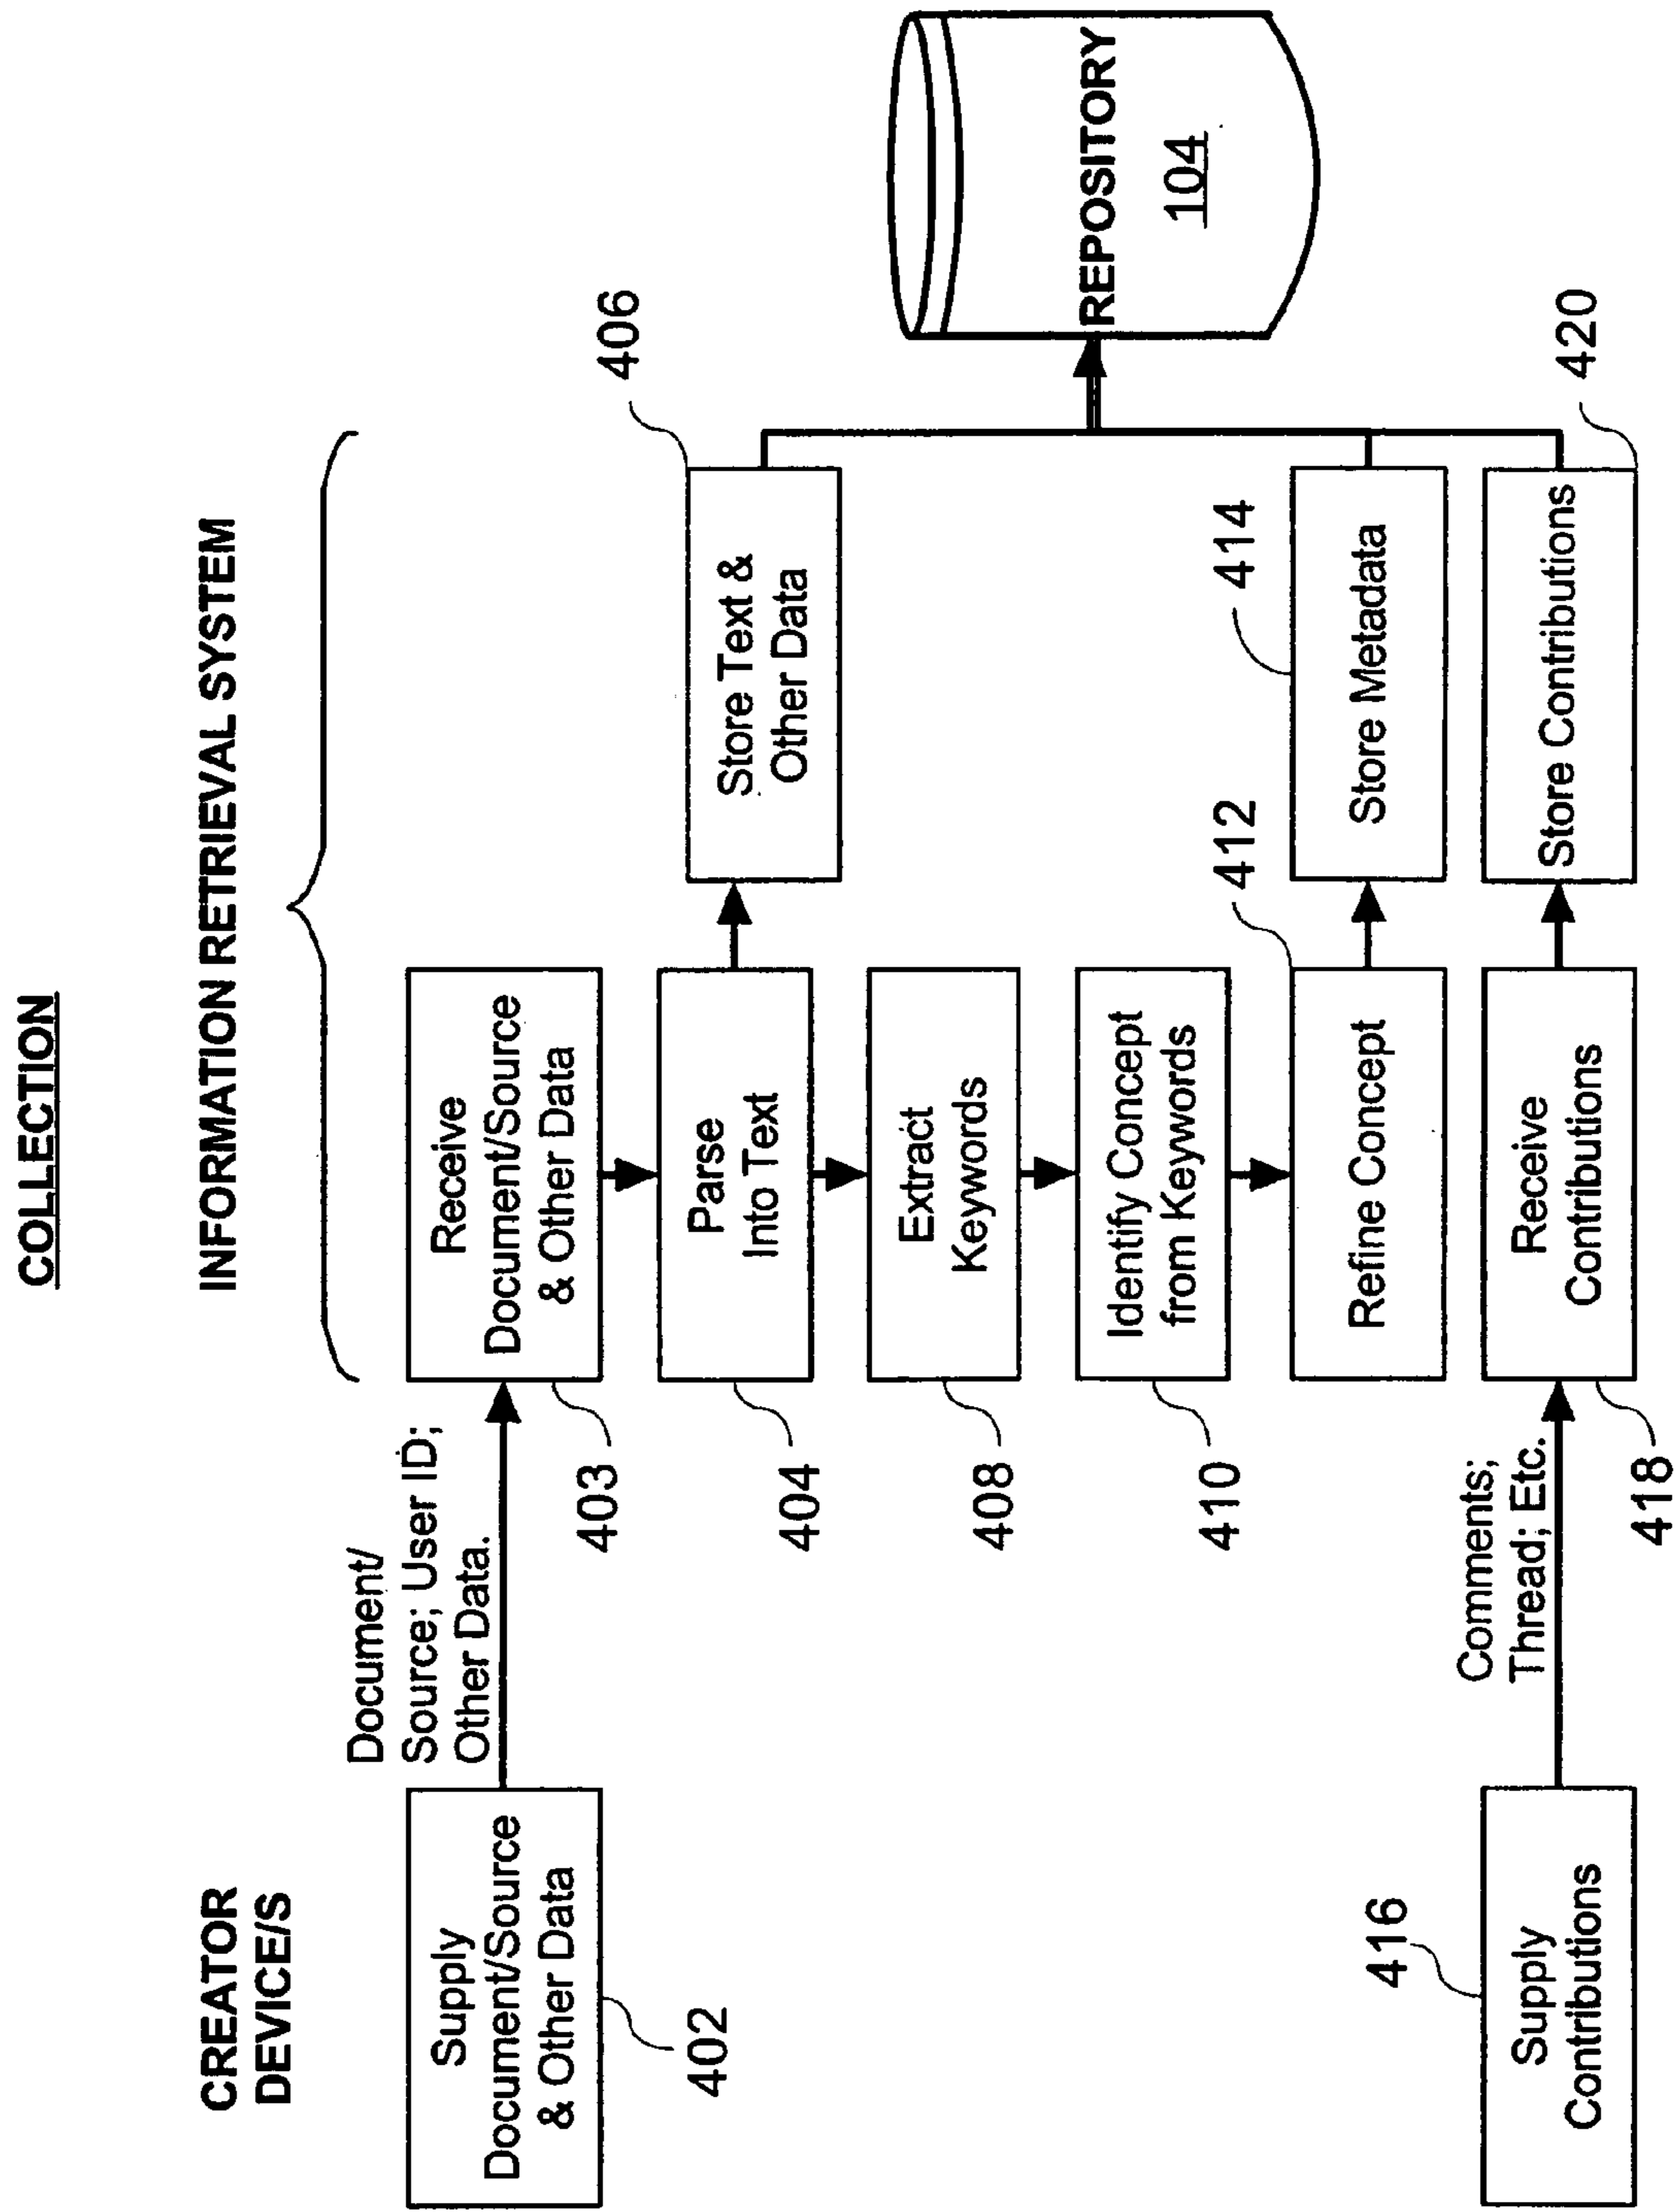 COLLECTION
CREATOR
DEVICE/S
INFORMATION RETRIEVAL SYSTEM
Supply
Document/Source
& Other Data
402
Document/
Source; User ID;
Other Data.
Receive
Document/Source
& Other Data
403
Parse
Into Text
404
Store Text &
Other Data
406
Extract
Keywords
408
Identify Concept
from Keywords
410
Refine Concept
412
Store Metadata
414
Supply
Contributions
416
Comments;
Thread; Etc.
Receive
Contributions
418
Store Contributions
420
REPOSITORY
104